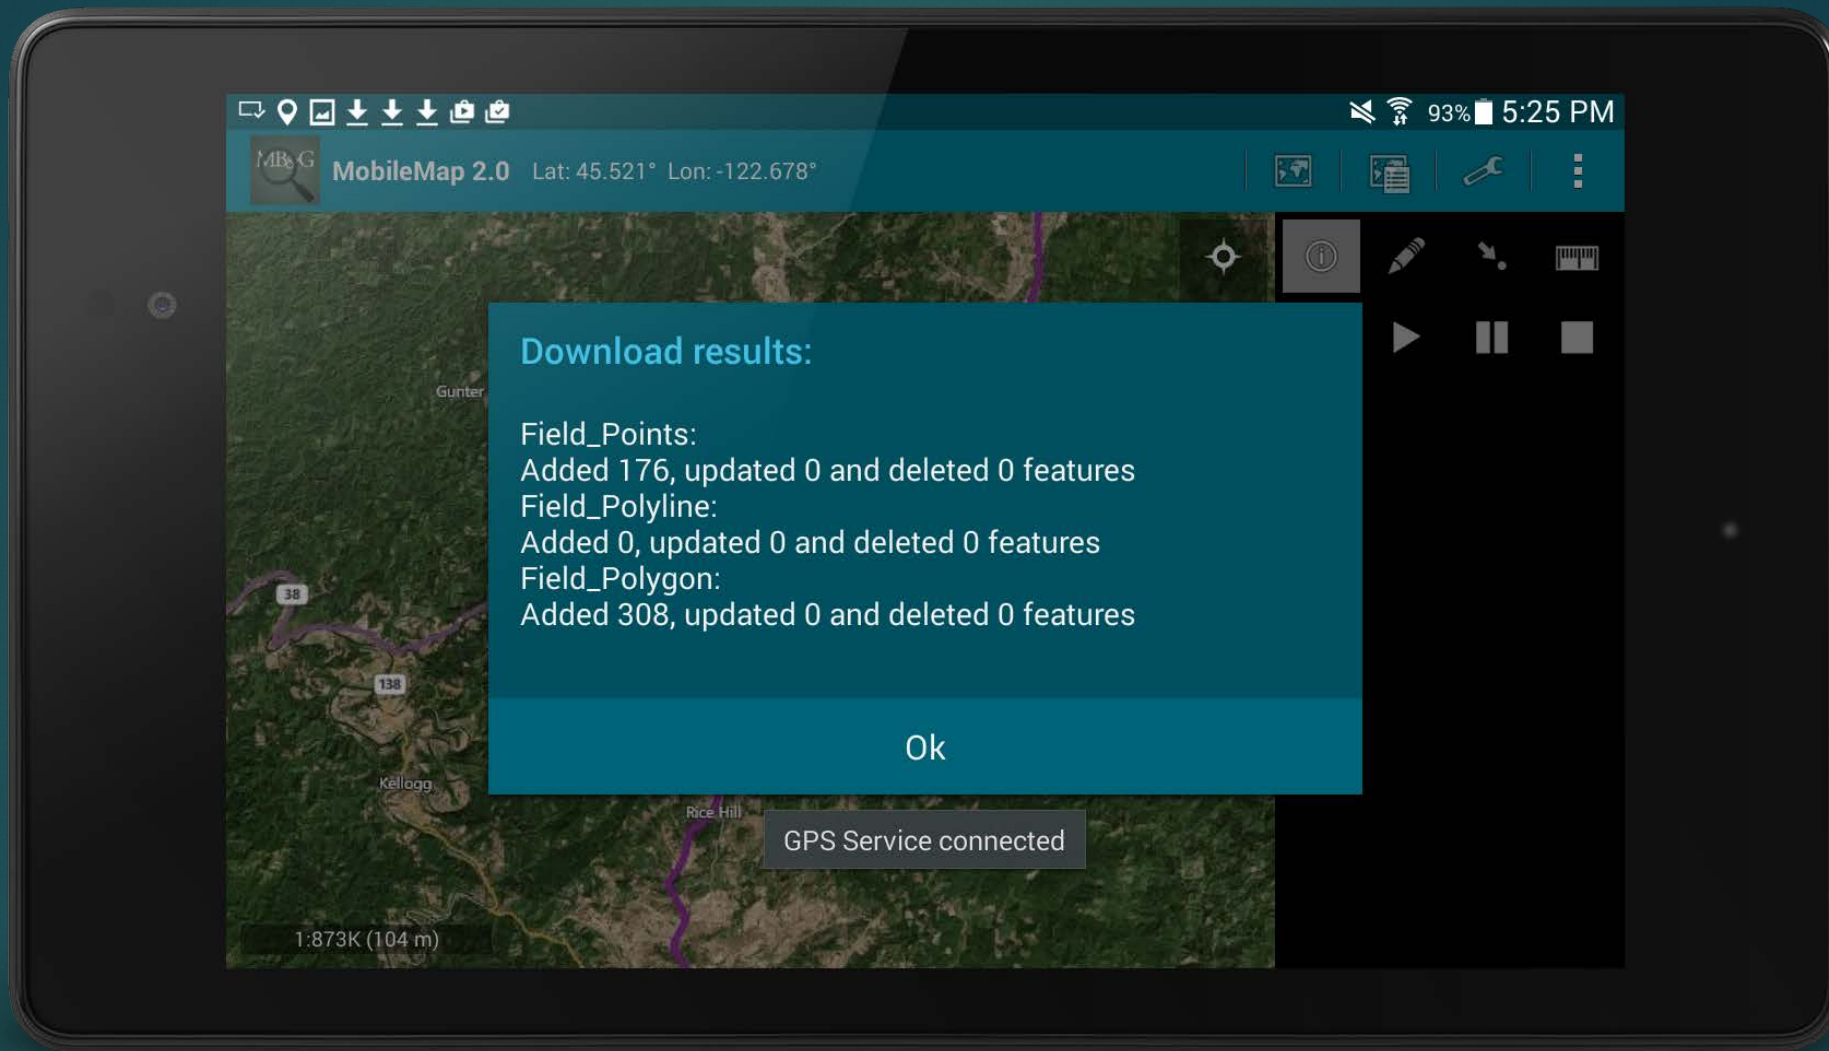 93% 5:25 PM
MB&G
MobileMap 2.0 Lat: 45.521° Lon: -122.678°
Gunter
Download results:
Field_Points:
Added 176, updated 0 and deleted 0 features
Field_Polyline:
Added 0, updated 0 and deleted 0 features
Field_Polygon:
Added 308, updated 0 and deleted 0 features
38
138
Ok
Kellogg
Rice Hill
GPS Service connected
1:873K (104 m)